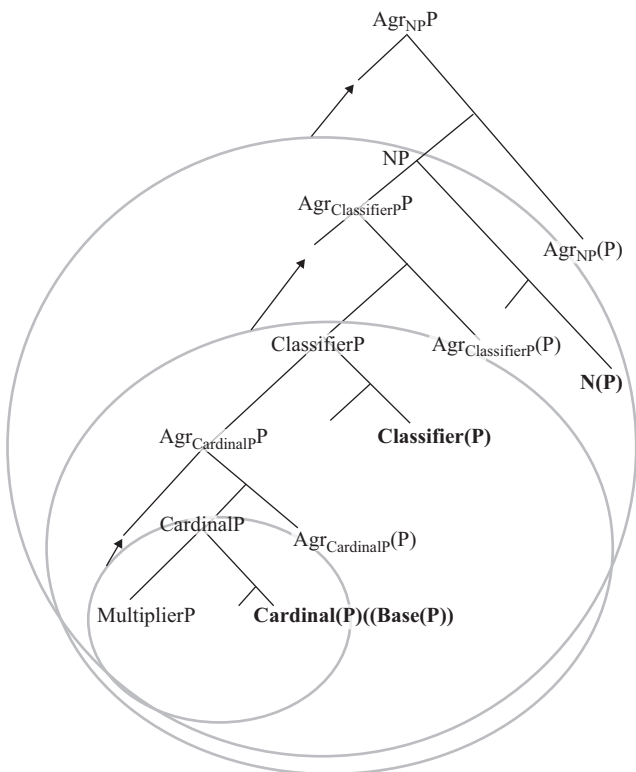 Agr_NP P
NP
Agr_ClassifierP P
Agr_NP(P)
ClassifierP
Agr_ClassifierP(P)
N(P)
Agr_CardinalP P
Classifier(P)
CardinalP
Agr_CardinalP(P)
MultiplierP
Cardinal(P)((Base(P))